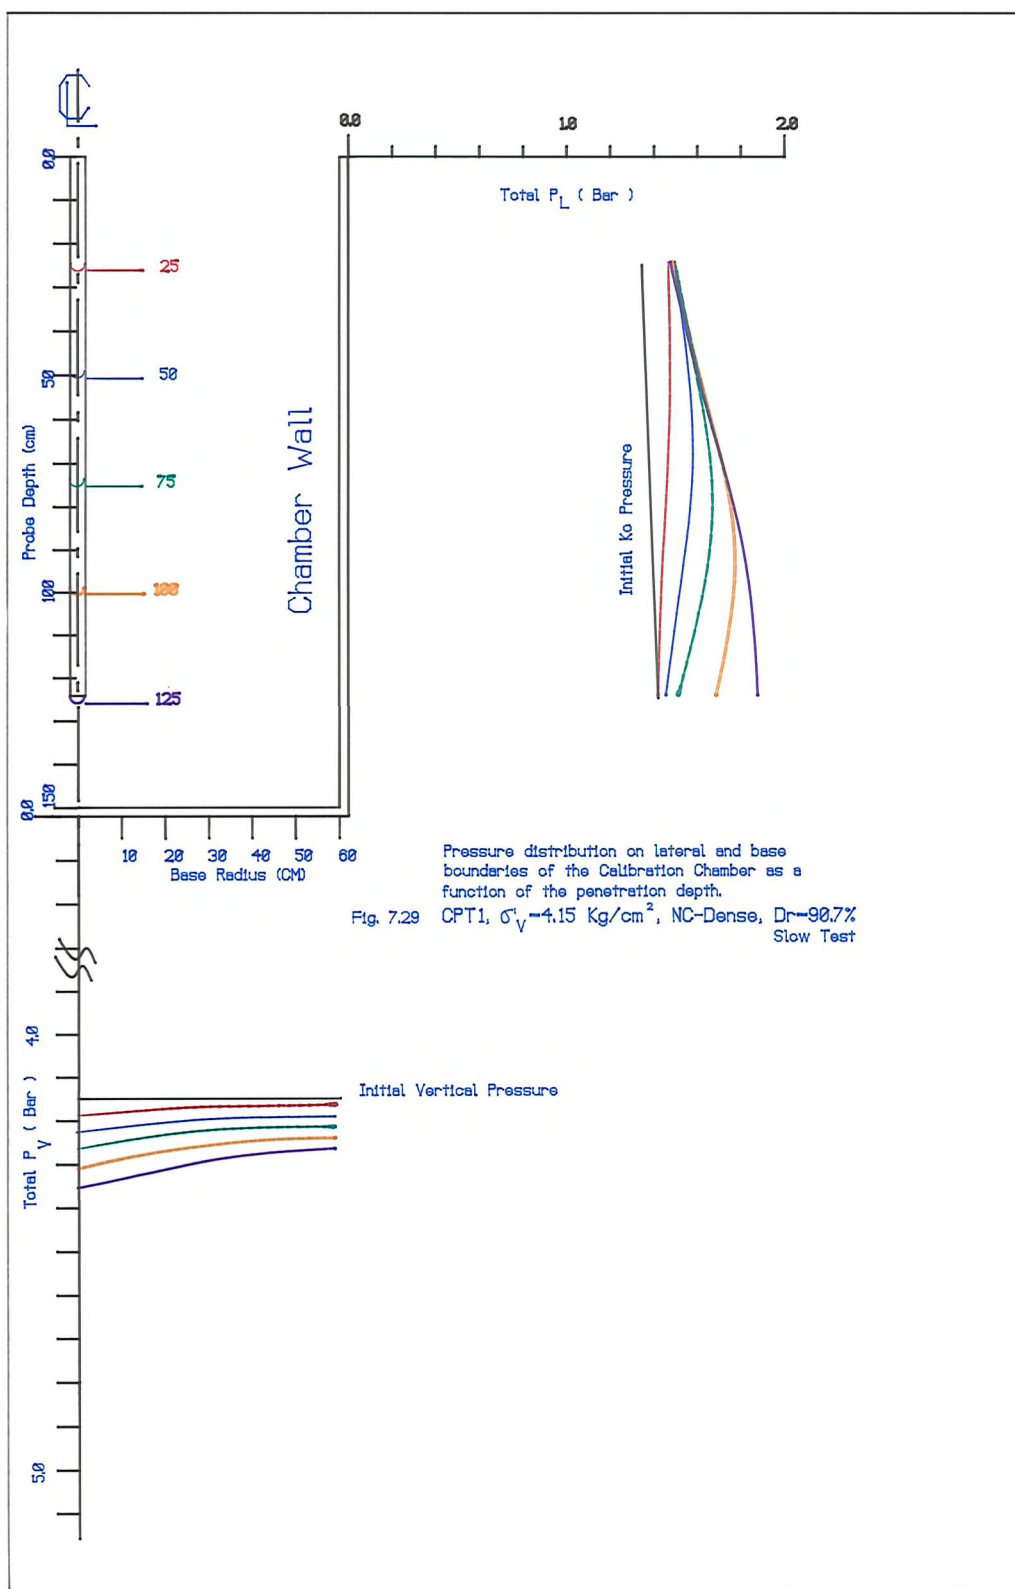 ℄
0.0
1.0
2.0
Total P_L ( Bar )
0.0
50
100
150
Probe Depth (cm)
25
50
75
100
125
Chamber Wall
Initial Ko Pressure
0.0
10 20 30 40 50 60
Base Radius (CM)
Pressure distribution on lateral and base
boundaries of the Calibration Chamber as a
function of the penetration depth.
Fig. 7.29 CPT1, σ'_V=4.15 Kg/cm², NC-Dense, Dr=90.7%
Slow Test
4.0
5.0
Total P_V ( Bar )
Initial Vertical Pressure